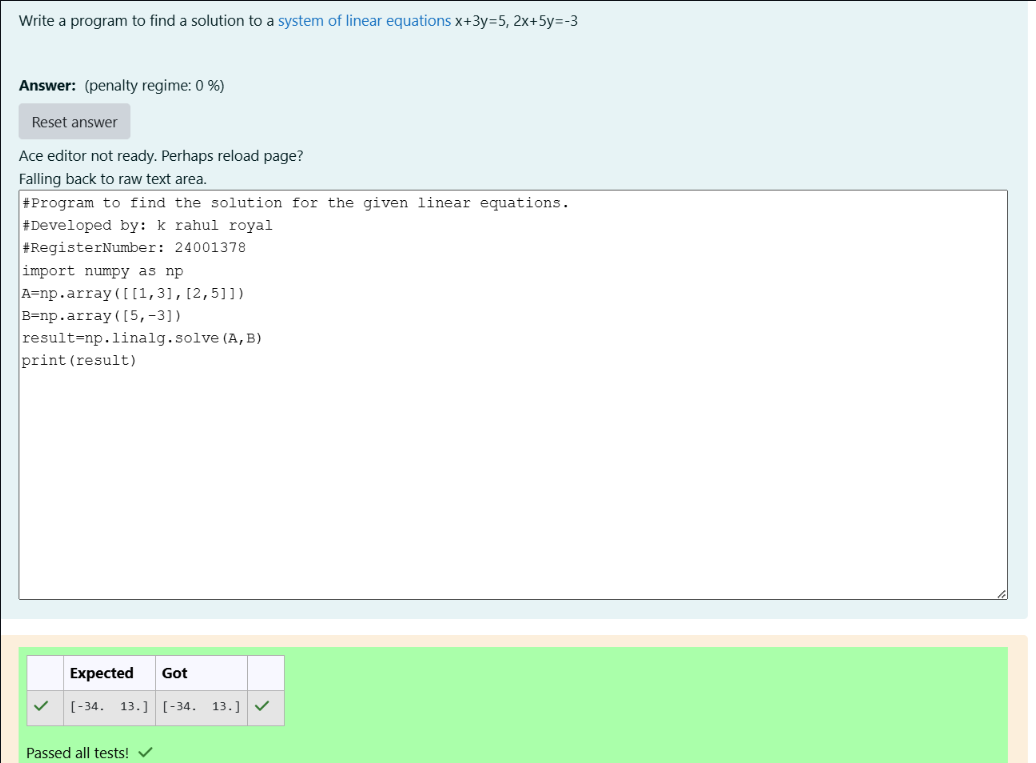 Write a program to find a solution to a system of linear equations x+3y=5, 2x+5y=-3
Answer: (penalty regime: 0 %)
Reset answer
Ace editor not ready. Perhaps reload page?
Falling back to raw text area.
#Program to find the solution for the given linear equations.
#Developed by: k rahul royal
#RegisterNumber: 24001378
import numpy as np
A=np.array([[1,3],[2,5]])
B=np.array([5,-3])
result=np.linalg.solve(A,B)
print(result)
Expected Got
[-34.  13.] [-34.  13.]
Passed all tests!